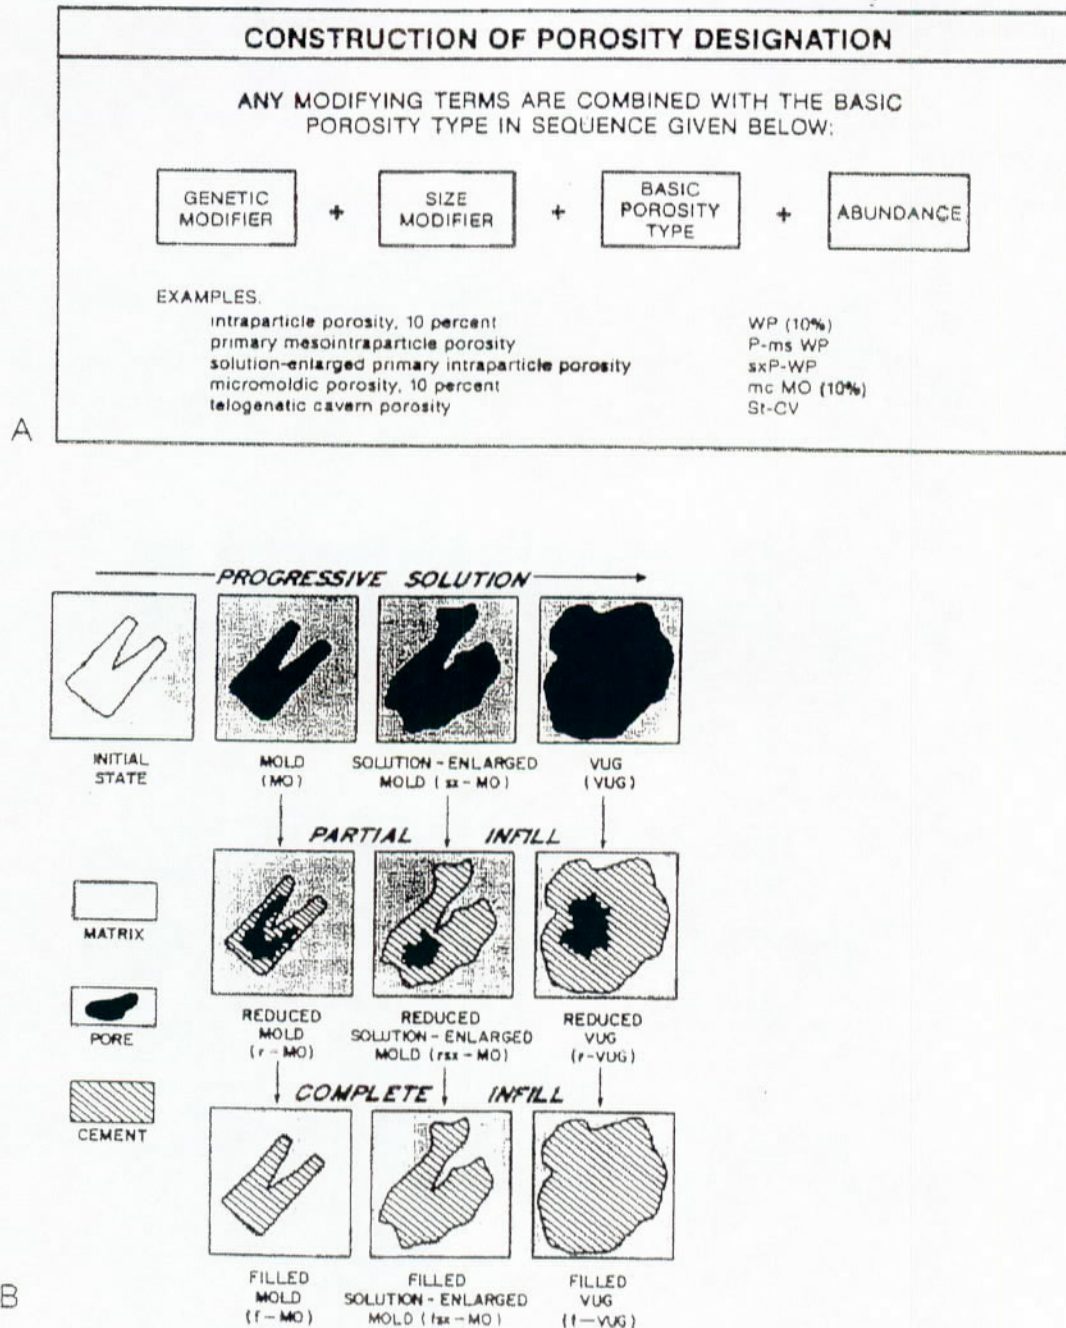 CONSTRUCTION OF POROSITY DESIGNATION
ANY MODIFYING TERMS ARE COMBINED WITH THE BASIC
POROSITY TYPE IN SEQUENCE GIVEN BELOW:
GENETIC
MODIFIER
+
SIZE
MODIFIER
+
BASIC
POROSITY
TYPE
+
ABUNDANCE
EXAMPLES.
intraparticle porosity, 10 percent WP (10%)
primary mesointraparticle porosity P-ms WP
solution-enlarged primary intraparticle porosity sxP-WP
micromoldic porosity, 10 percent mc MO (10%)
telogenatic cavern porosity St-CV
A
PROGRESSIVE SOLUTION
INITIAL
STATE
MOLD
(MO)
SOLUTION-ENLARGED
MOLD (sx-MO)
VUG
(VUG)
PARTIAL INFILL
MATRIX
PORE
CEMENT
REDUCED
MOLD
(r-MO)
REDUCED
SOLUTION-ENLARGED
MOLD (rsx-MO)
REDUCED
VUG
(r-VUG)
COMPLETE INFILL
FILLED
MOLD
(f-MO)
FILLED
SOLUTION-ENLARGED
MOLD (fsx-MO)
FILLED
VUG
(f-VUG)
B